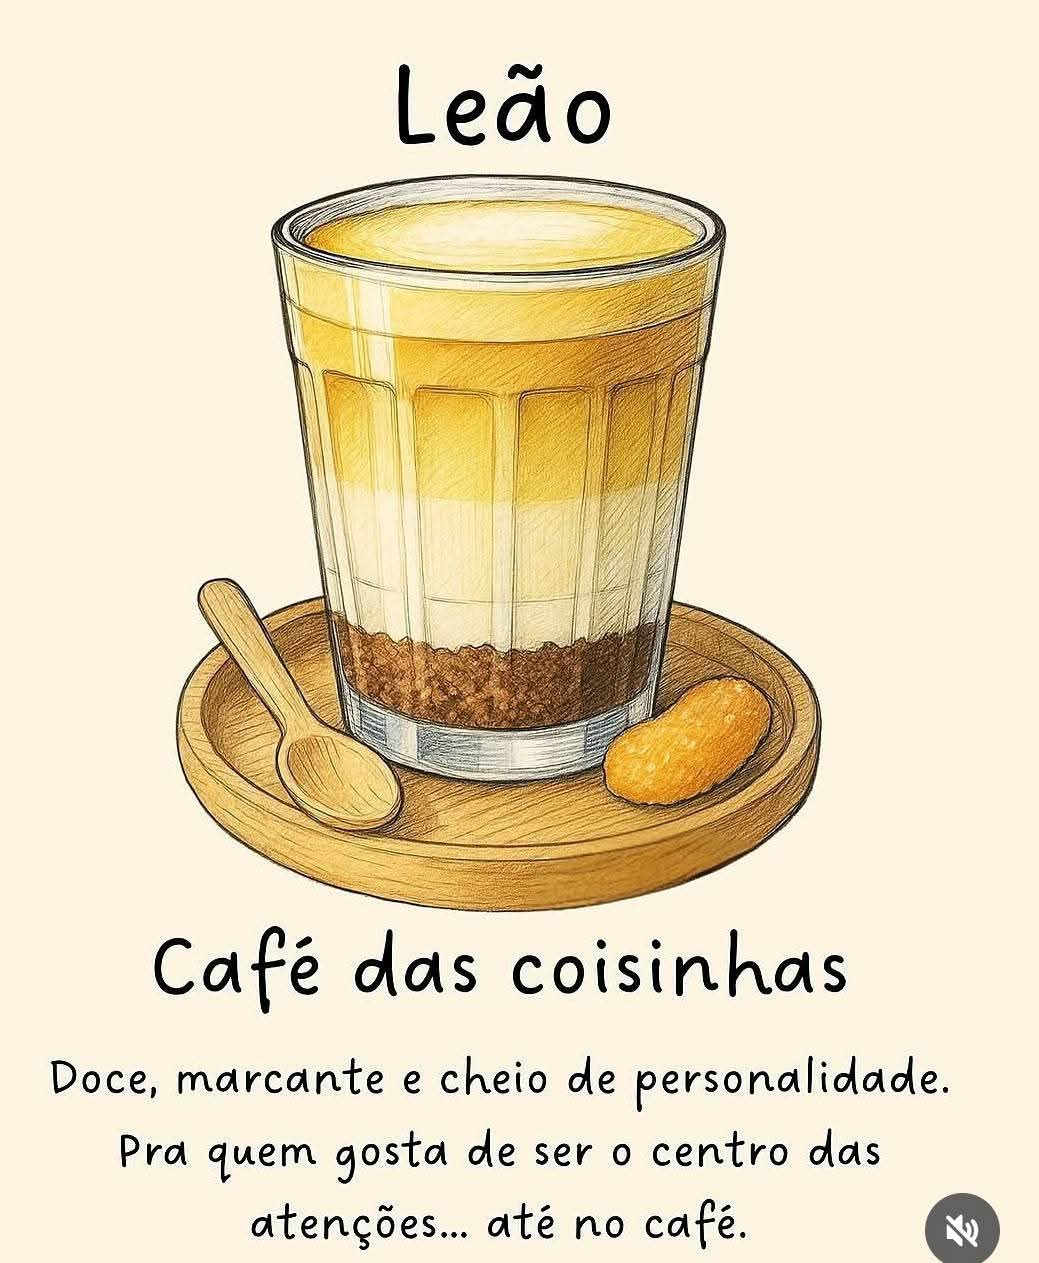 Leão
Café das coisinhas
Doce, marcante e cheio de personalidade.
Pra quem gosta de ser o centro das
atenções... até no café.